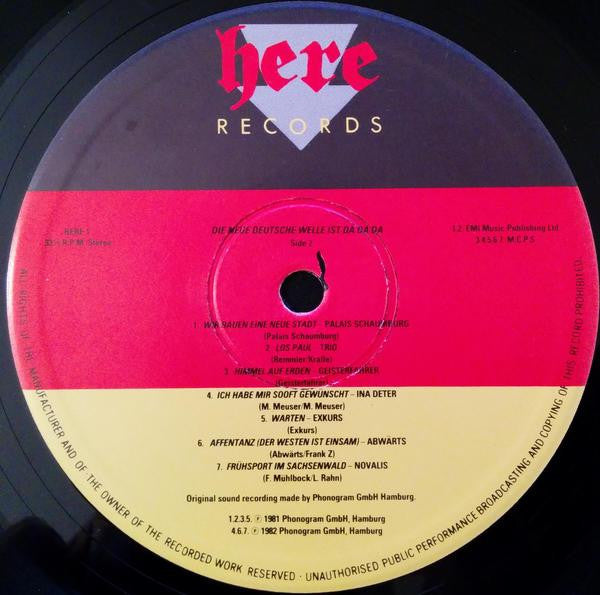 here
RECORDS
HERE 1
33⅓ R.P.M. Stereo
DIE NEUE DEUTSCHE WELLE IST DA DA DA
Side 2
1.2. EMI Music Publishing Ltd.
3.4.5.6.7. M.C.P.S.
1. WIR BAUEN EINE NEUE STADT - PALAIS SCHAUMBURG
(Palais Schaumburg)
2. LOS PAUL - TRIO
(Remmler/Kralle)
3. HIMMEL AUF ERDEN - GEISTERFAHRER
(Geisterfahrer)
4. ICH HABE MIR SOOFT GEWÜNSCHT - INA DETER
(M. Meuser/M. Meuser)
5. WARTEN - EXKURS
(Exkurs)
6. AFFENTANZ (DER WESTEN IST EINSAM) - ABWÄRTS
(Abwärts/Frank Z)
7. FRÜHSPORT IM SACHSENWALD - NOVALIS
(F. Mühlbock/L. Rahn)
Original sound recording made by Phonogram GmbH Hamburg.
1.2.3.5. ℗ 1981 Phonogram GmbH, Hamburg
4.6.7. ℗ 1982 Phonogram GmbH, Hamburg
ALL RIGHTS OF THE MANUFACTURER AND OF THE OWNER OF THE RECORDED WORK RESERVED · UNAUTHORISED PUBLIC PERFORMANCE BROADCASTING AND COPYING OF THIS RECORD PROHIBITED.